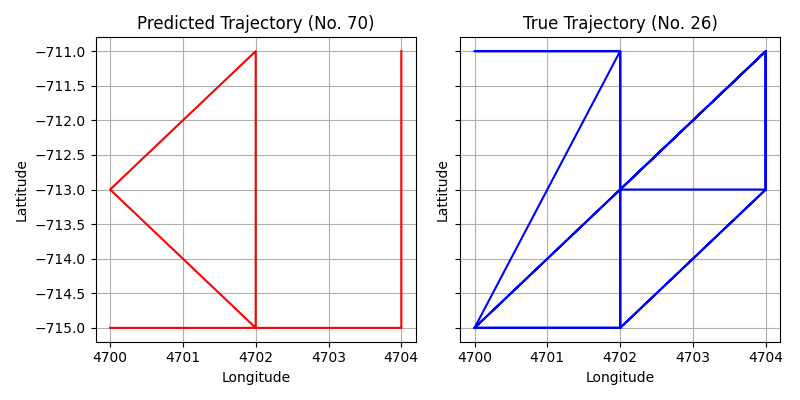 Predicted Trajectory (No. 70)
True Trajectory (No. 26)
−711.0
−711.5
−712.0
−712.5
−713.0
−713.5
−714.0
−714.5
−715.0
Lattitude
Lattitude
4700 4701 4702 4703 4704
4700 4701 4702 4703 4704
Longitude
Longitude